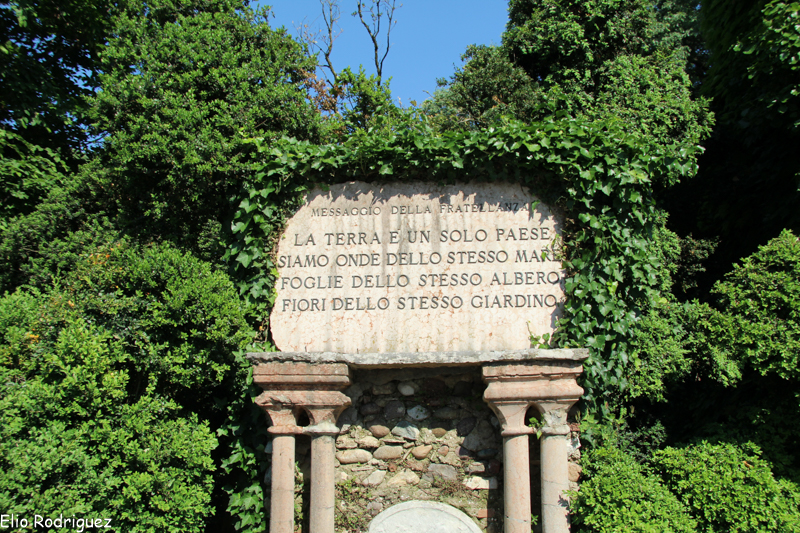 MESSAGGIO DELLA FRATELLANZA
LA TERRA È UN SOLO PAESE
SIAMO ONDE DELLO STESSO MARE
FOGLIE DELLO STESSO ALBERO
FIORI DELLO STESSO GIARDINO
Elio Rodriguez